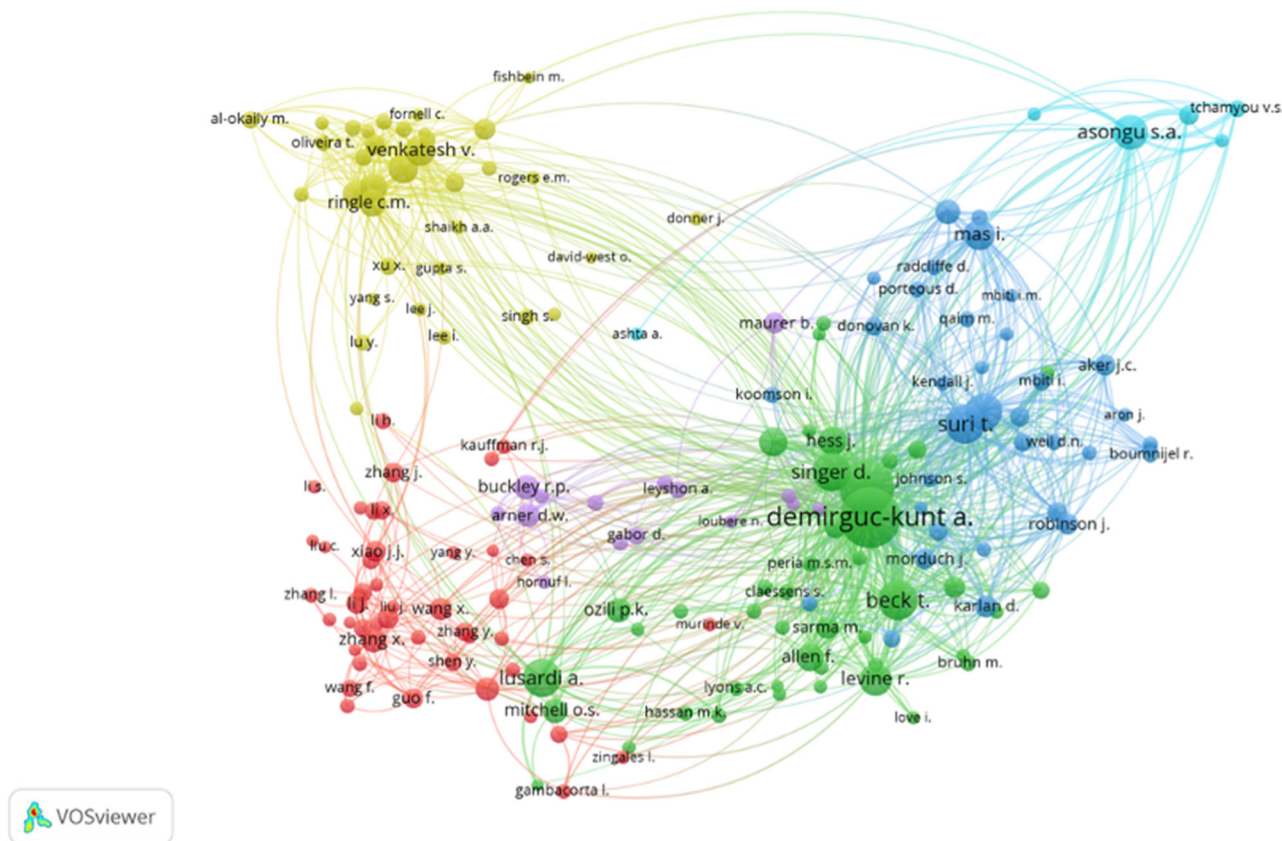 fishbein m.
tchamyou v.s.
fornell c.
al-okaily m.
asongu s.a.
oliveira t.
venkatesh v.
rogers e.m.
ringle c.m.
donner j.
shaikh a.a.
mas i.
david-west o.
xu x.
gupta s.
radcliffe d.
porteous d.
mbiti i.m.
yang s.
lee j.
singh s.
qaim m.
maurer b.
donovan k.
lu y.
lee i.
ashta a.
aker j.c.
kendall j.
mbiti i.
koomson i.
aron j.
li h.
suri t.
hess j.
weil d.n.
kauffman r.j.
boumnijel r.
zhang j.
singer d.
johnson s.
li s.
buckley r.p.
leyshon a.
li x.
arner d.w.
demirguc-kunt a.
loubere n.
robinson j.
gabor d.
liu c.
xiao j.j.
yang y.
chen s.
peria m.s.m.
morduch j.
hornuf l.
zhang l.
claessens s.
li j.
liu j.
wang x.
ozili p.k.
beck t.
karlan d.
zhang y.
murinde v.
sarma m.
zhang x.
shen y.
allen f.
bruhn m.
lusardi a.
levine r.
wang f.
guo f.
lyons a.c.
mitchell o.s.
hassan m.k.
love i.
zingales l.
gambacorta l.
VOSviewer